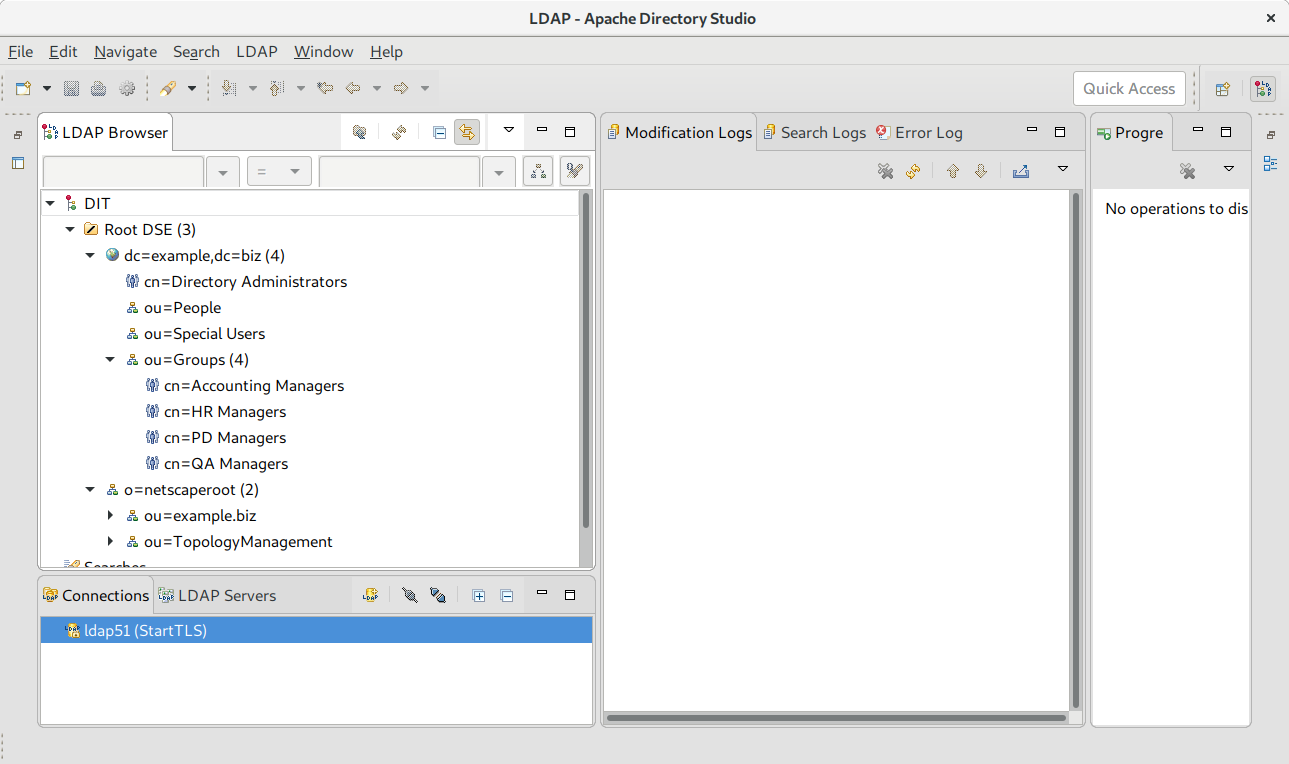 LDAP - Apache Directory Studio
File Edit Navigate Search LDAP Window Help
Quick Access
LDAP Browser
=
DIT
Root DSE (3)
dc=example,dc=biz (4)
cn=Directory Administrators
ou=People
ou=Special Users
ou=Groups (4)
cn=Accounting Managers
cn=HR Managers
cn=PD Managers
cn=QA Managers
o=netscaperoot (2)
ou=example.biz
ou=TopologyManagement
Searches
Connections LDAP Servers
ldap51 (StartTLS)
Modification Logs Search Logs Error Log
Progre
No operations to dis